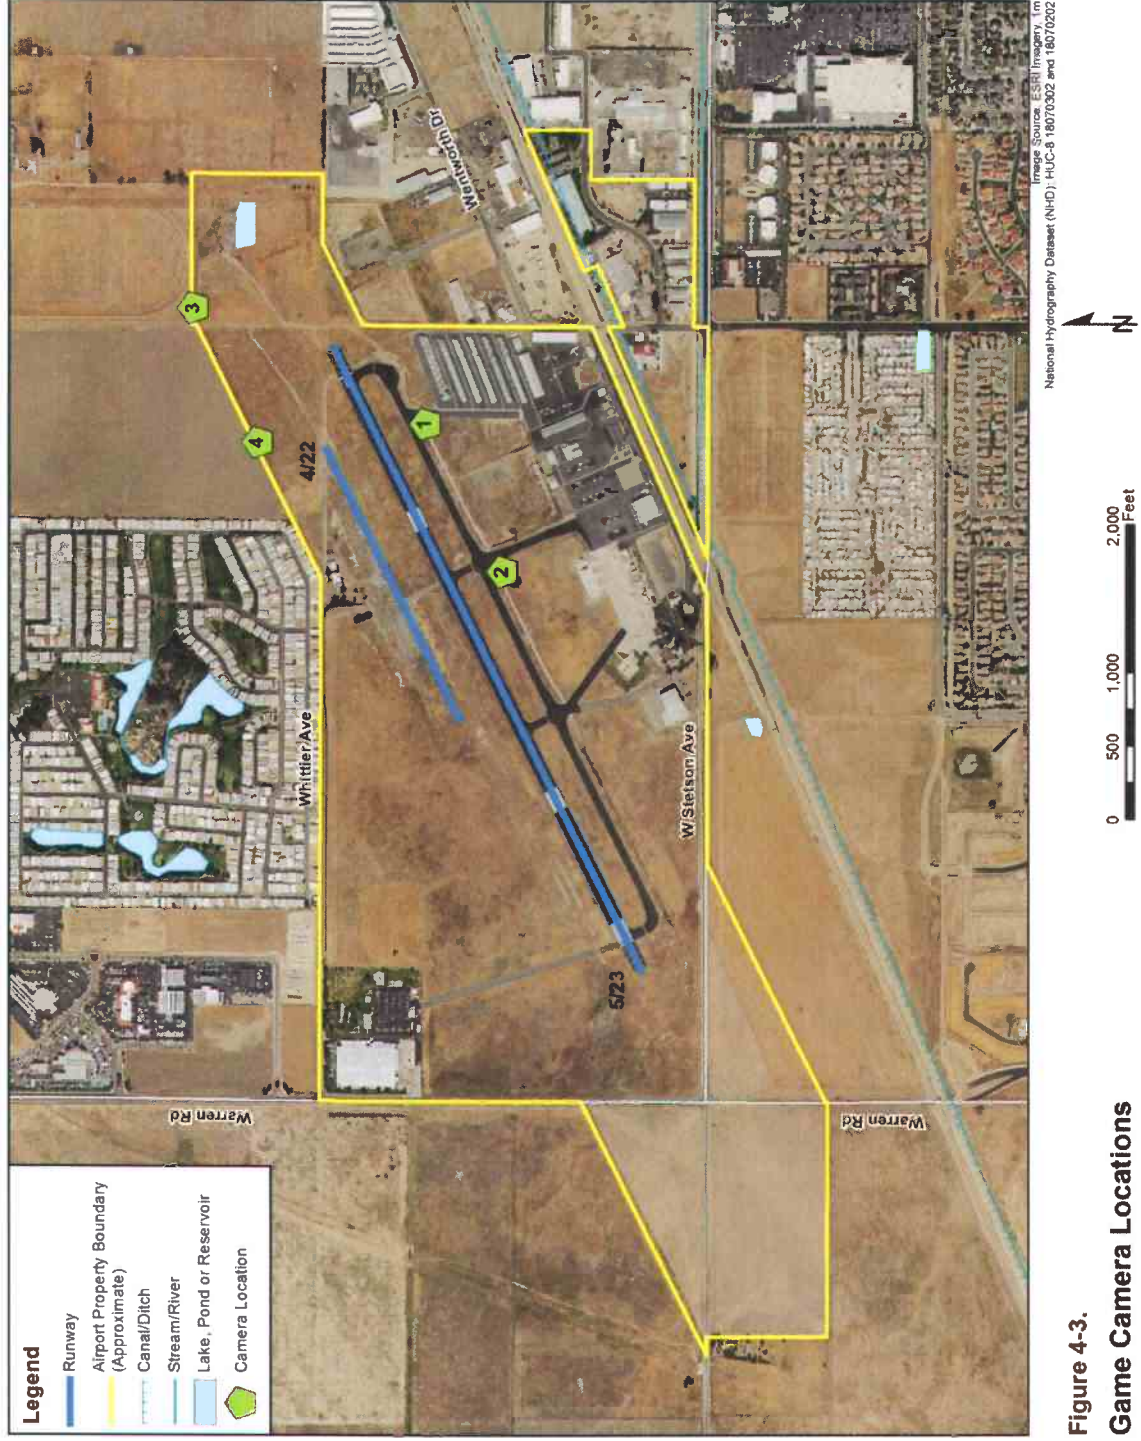 Legend
Runway
Airport Property Boundary
(Approximate)
Canal/Ditch
Stream/River
Lake, Pond or Reservoir
Camera Location
Warren Rd
Whittier Ave
3
4
4/22
1
2
Wentworth Dr
5/23
W Stetson Ave
Warren Rd
Image Source: ESRI Imagery, 1m
National Hydrography Dataset (NHD): HUC-8 18070302 and 18070202
Figure 4-3.
Game Camera Locations
0 500 1,000 2,000
Feet
N